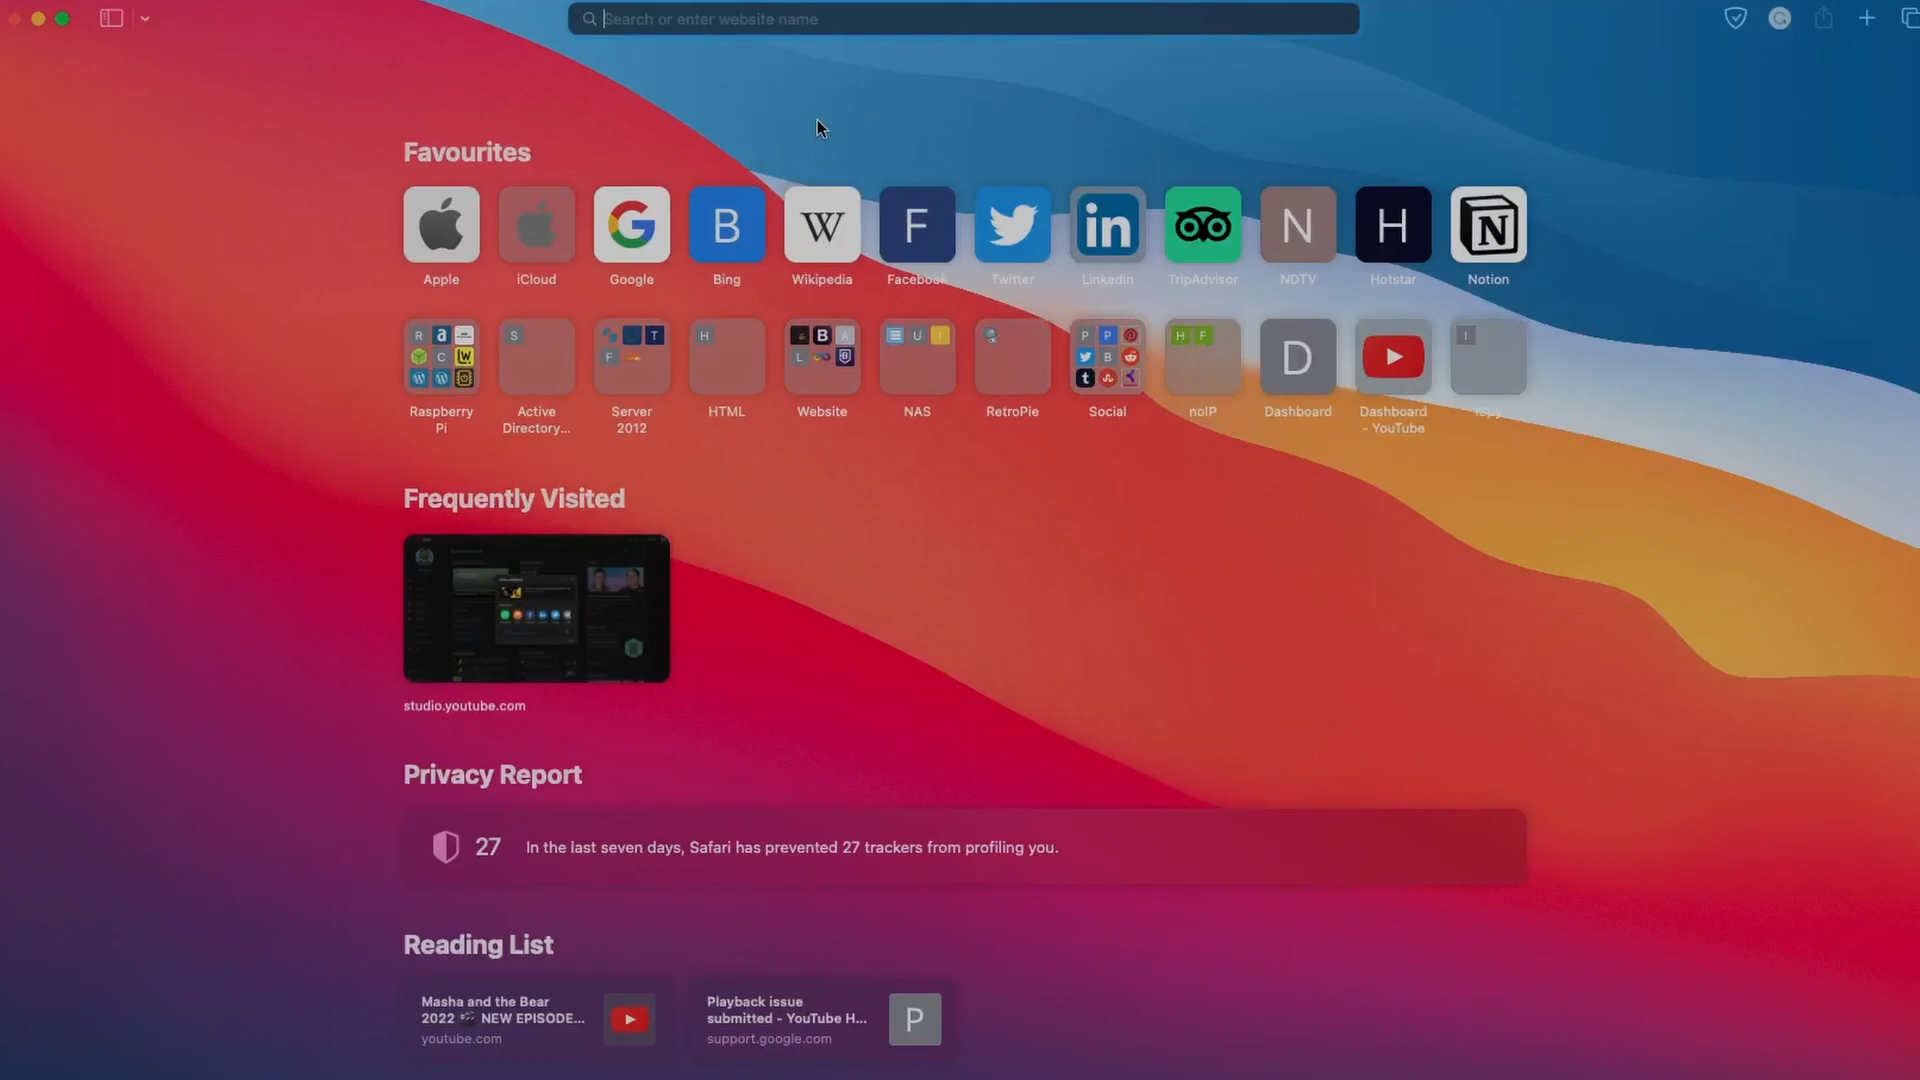 Search or enter website name
Favourites
B
W
F
in
N
H
N
Apple
iCloud
Google
Bing
Wikipedia
Facebook
Twitter
Linkedin
TripAdvisor
NDTV
Hotstar
Notion
R a
C W
S
T
F
H
B A
L B
U I
P P
B
t
H F
D
I
Raspberry
Pi
Active
Directory...
Server
2012
HTML
Website
NAS
RetroPie
Social
noIP
Dashboard
Dashboard
- YouTube
Frequently Visited
studio.youtube.com
Privacy Report
27
In the last seven days, Safari has prevented 27 trackers from profiling you.
Reading List
Masha and the Bear
2022 🎬 NEW EPISODE...
youtube.com
Playback issue
submitted - YouTube H...
support.google.com
P